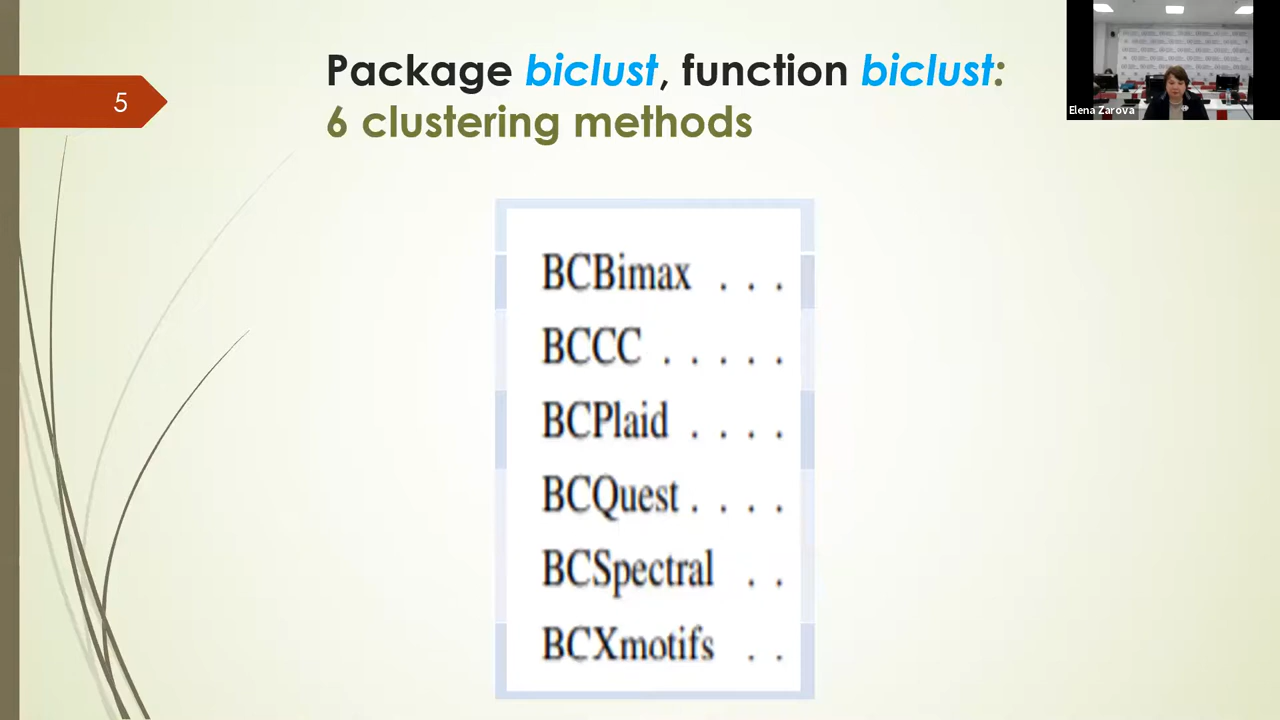 5
Package biclust, function biclust:
6 clustering methods
Elena Zarova
BCBimax . . .
BCCC . . . . .
BCPlaid . . . .
BCQuest . . . .
BCSpectral . .
BCXmotifs . .